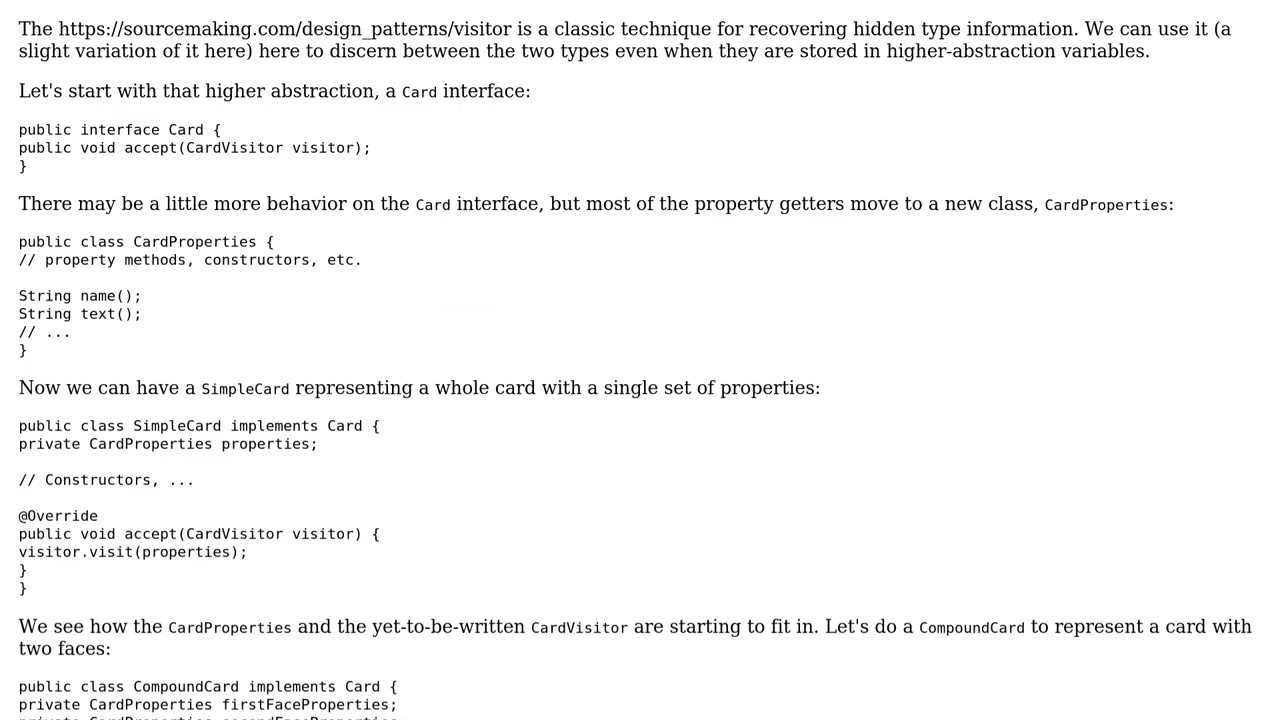 The https://sourcemaking.com/design_patterns/visitor is a classic technique for recovering hidden type information. We can use it (a
slight variation of it here) here to discern between the two types even when they are stored in higher-abstraction variables.
Let's start with that higher abstraction, a Card interface:
public interface Card {
public void accept(CardVisitor visitor);
}
There may be a little more behavior on the Card interface, but most of the property getters move to a new class, CardProperties:
public class CardProperties {
// property methods, constructors, etc.
String name();
String text();
// ...
}
Now we can have a SimpleCard representing a whole card with a single set of properties:
public class SimpleCard implements Card {
private CardProperties properties;
// Constructors, ...
@Override
public void accept(CardVisitor visitor) {
visitor.visit(properties);
}
}
We see how the CardProperties and the yet-to-be-written CardVisitor are starting to fit in. Let's do a CompoundCard to represent a card with
two faces:
public class CompoundCard implements Card {
private CardProperties firstFaceProperties;